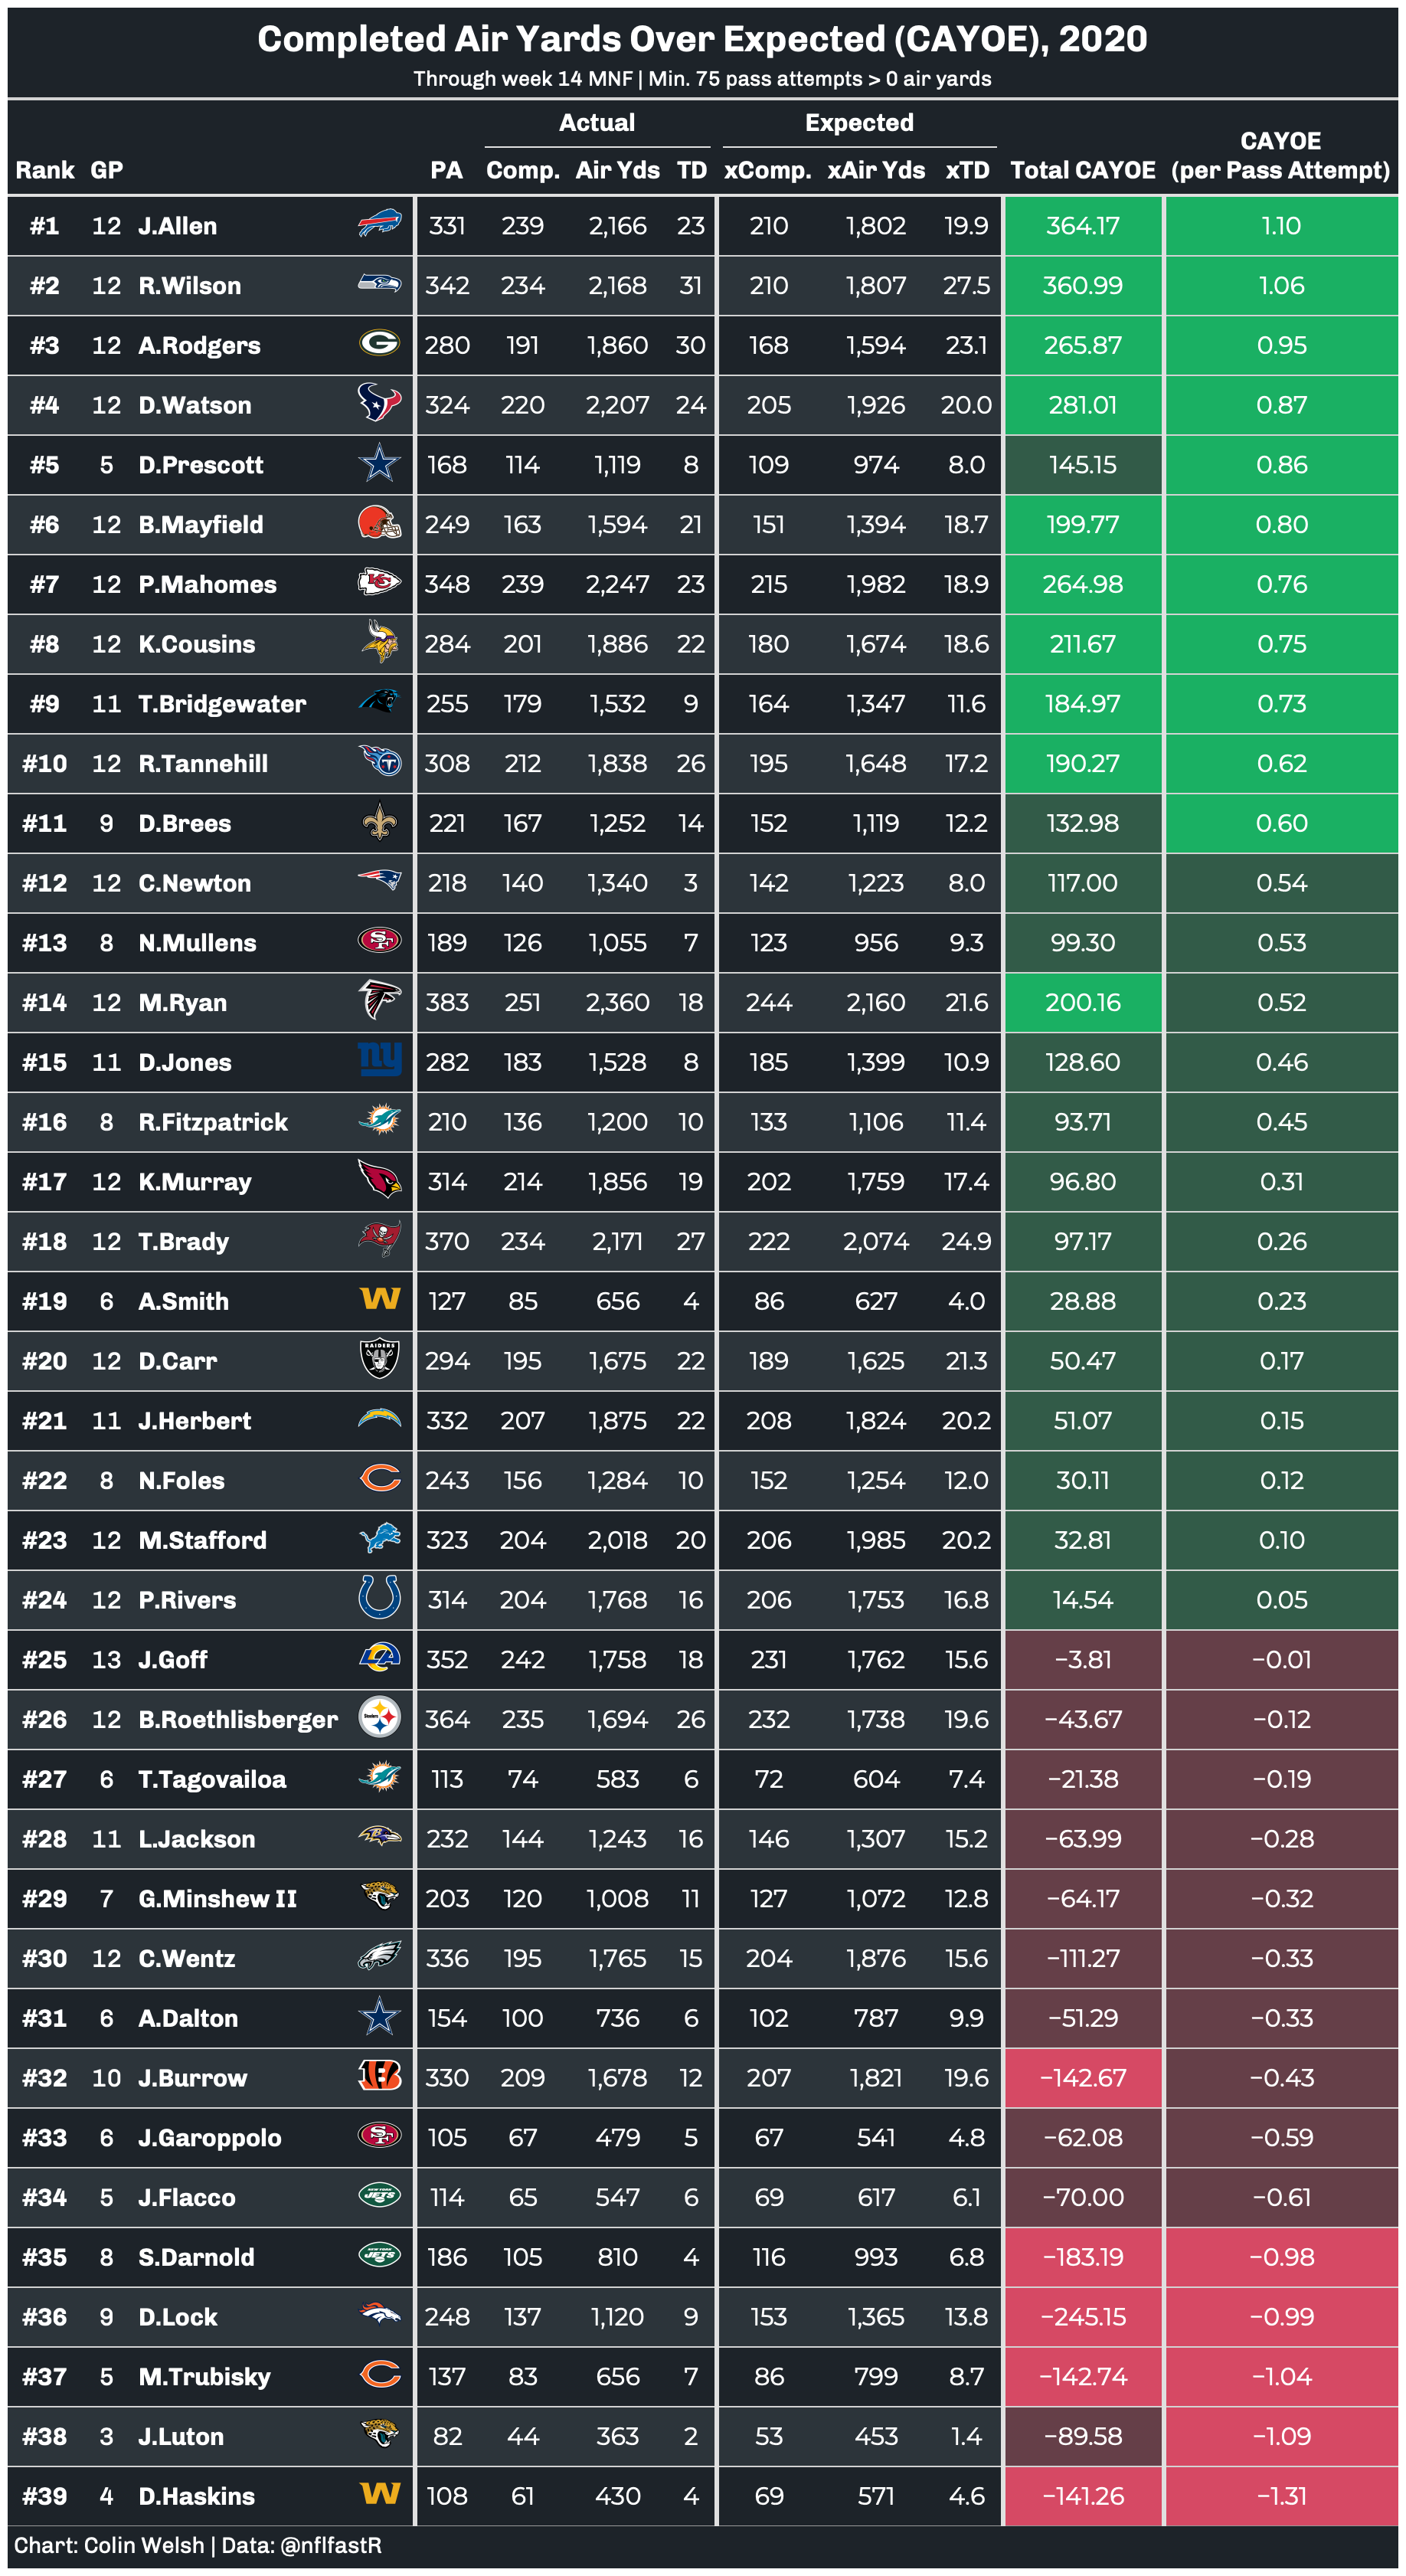 Completed Air Yards Over Expected (CAYOE), 2020
Through week 14 MNF | Min. 75 pass attempts > 0 air yards
Actual Expected CAYOE
Rank GP PA Comp. Air Yds TD xComp. xAir Yds xTD Total CAYOE (per Pass Attempt)
#1 12 J.Allen 331 239 2,166 23 210 1,802 19.9 364.17 1.10
#2 12 R.Wilson 342 234 2,168 31 210 1,807 27.5 360.99 1.06
#3 12 A.Rodgers G 280 191 1,860 30 168 1,594 23.1 265.87 0.95
#4 12 D.Watson 324 220 2,207 24 205 1,926 20.0 281.01 0.87
#5 5 D.Prescott 168 114 1,119 8 109 974 8.0 145.15 0.86
#6 12 B.Mayfield 249 163 1,594 21 151 1,394 18.7 199.77 0.80
#7 12 P.Mahomes KC 348 239 2,247 23 215 1,982 18.9 264.98 0.76
#8 12 K.Cousins 284 201 1,886 22 180 1,674 18.6 211.67 0.75
#9 11 T.Bridgewater 255 179 1,532 9 164 1,347 11.6 184.97 0.73
#10 12 R.Tannehill T 308 212 1,838 26 195 1,648 17.2 190.27 0.62
#11 9 D.Brees 221 167 1,252 14 152 1,119 12.2 132.98 0.60
#12 12 C.Newton 218 140 1,340 3 142 1,223 8.0 117.00 0.54
#13 8 N.Mullens SF 189 126 1,055 7 123 956 9.3 99.30 0.53
#14 12 M.Ryan 383 251 2,360 18 244 2,160 21.6 200.16 0.52
#15 11 D.Jones ny 282 183 1,528 8 185 1,399 10.9 128.60 0.46
#16 8 R.Fitzpatrick 210 136 1,200 10 133 1,106 11.4 93.71 0.45
#17 12 K.Murray 314 214 1,856 19 202 1,759 17.4 96.80 0.31
#18 12 T.Brady 370 234 2,171 27 222 2,074 24.9 97.17 0.26
#19 6 A.Smith W 127 85 656 4 86 627 4.0 28.88 0.23
#20 12 D.Carr RAIDERS 294 195 1,675 22 189 1,625 21.3 50.47 0.17
#21 11 J.Herbert 332 207 1,875 22 208 1,824 20.2 51.07 0.15
#22 8 N.Foles C 243 156 1,284 10 152 1,254 12.0 30.11 0.12
#23 12 M.Stafford 323 204 2,018 20 206 1,985 20.2 32.81 0.10
#24 12 P.Rivers 314 204 1,768 16 206 1,753 16.8 14.54 0.05
#25 13 J.Goff LA 352 242 1,758 18 231 1,762 15.6 −3.81 −0.01
#26 12 B.Roethlisberger Steelers 364 235 1,694 26 232 1,738 19.6 −43.67 −0.12
#27 6 T.Tagovailoa 113 74 583 6 72 604 7.4 −21.38 −0.19
#28 11 L.Jackson B 232 144 1,243 16 146 1,307 15.2 −63.99 −0.28
#29 7 G.Minshew II 203 120 1,008 11 127 1,072 12.8 −64.17 −0.32
#30 12 C.Wentz 336 195 1,765 15 204 1,876 15.6 −111.27 −0.33
#31 6 A.Dalton 154 100 736 6 102 787 9.9 −51.29 −0.33
#32 10 J.Burrow B 330 209 1,678 12 207 1,821 19.6 −142.67 −0.43
#33 6 J.Garoppolo SF 105 67 479 5 67 541 4.8 −62.08 −0.59
#34 5 J.Flacco NEW YORK JETS 114 65 547 6 69 617 6.1 −70.00 −0.61
#35 8 S.Darnold NEW YORK JETS 186 105 810 4 116 993 6.8 −183.19 −0.98
#36 9 D.Lock 248 137 1,120 9 153 1,365 13.8 −245.15 −0.99
#37 5 M.Trubisky C 137 83 656 7 86 799 8.7 −142.74 −1.04
#38 3 J.Luton 82 44 363 2 53 453 1.4 −89.58 −1.09
#39 4 D.Haskins W 108 61 430 4 69 571 4.6 −141.26 −1.31
Chart: Colin Welsh | Data: @nflfastR